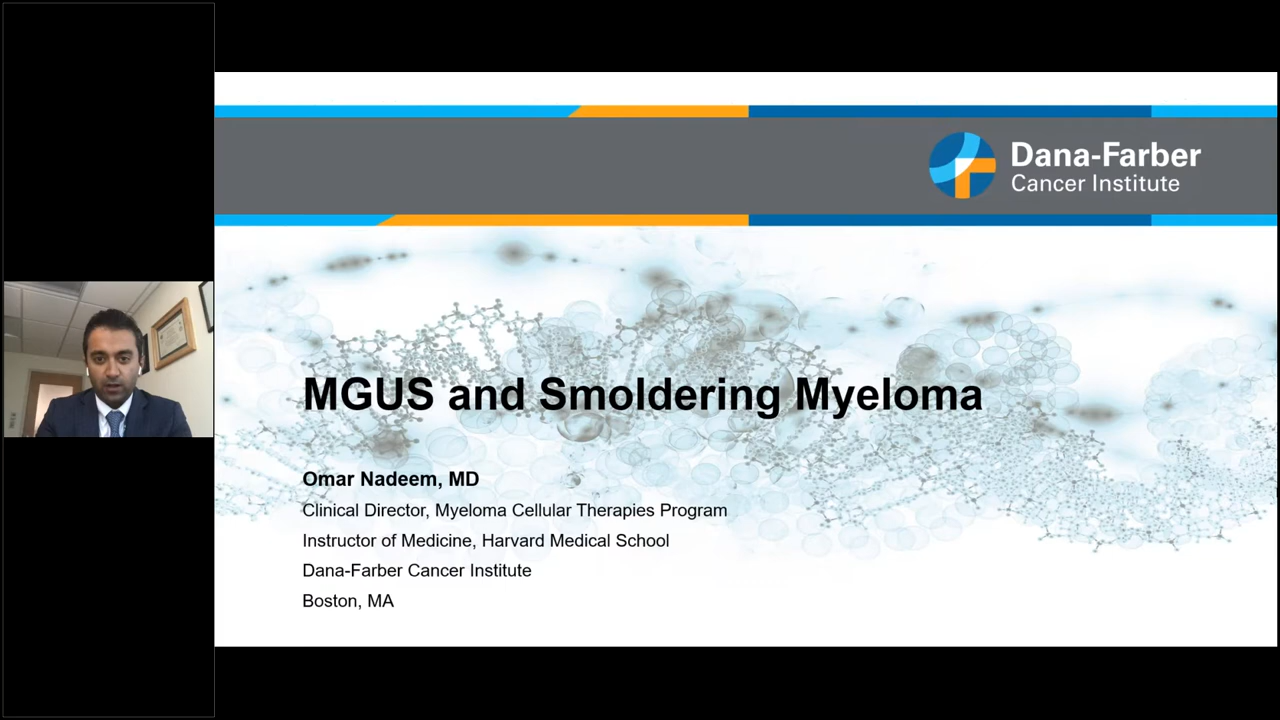 Dana-Farber
Cancer Institute
MGUS and Smoldering Myeloma
Omar Nadeem, MD
Clinical Director, Myeloma Cellular Therapies Program
Instructor of Medicine, Harvard Medical School
Dana-Farber Cancer Institute
Boston, MA